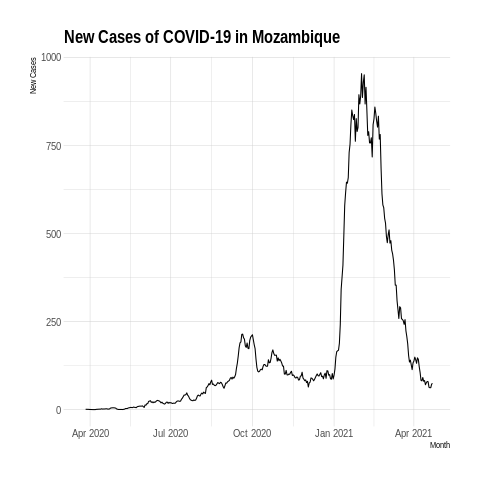 New Cases of COVID-19 in Mozambique
New Cases
1000
750
500
250
0
Apr 2020
Jul 2020
Oct 2020
Jan 2021
Apr 2021
Month